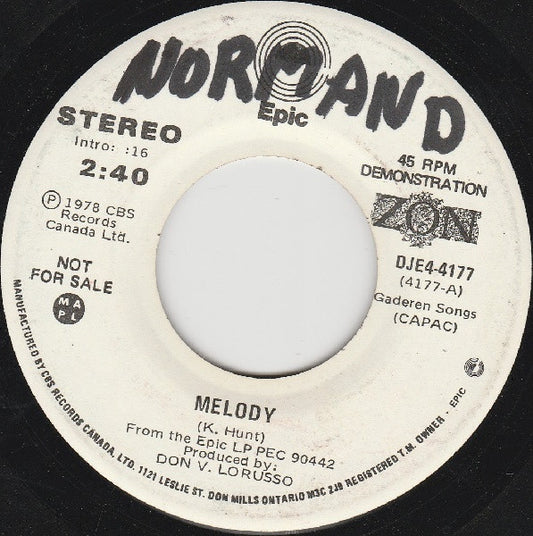 NORMAND
Epic
STEREO
Intro: :16
2:40
Ⓟ 1978 CBS
Records
Canada Ltd.
NOT
FOR SALE
MAPL
45 RPM
DEMONSTRATION
ZON
DJE4-4177
(4177-A)
Gaderen Songs
(CAPAC)
MELODY
(K. Hunt)
From the Epic LP PEC 90442
Produced by:
DON V. LORUSSO
MANUFACTURED BY CBS RECORDS CANADA, LTD. 1121 LESLIE ST. DON MILLS ONTARIO M3C 2J9 REGISTERED T.M. OWNER - EPIC